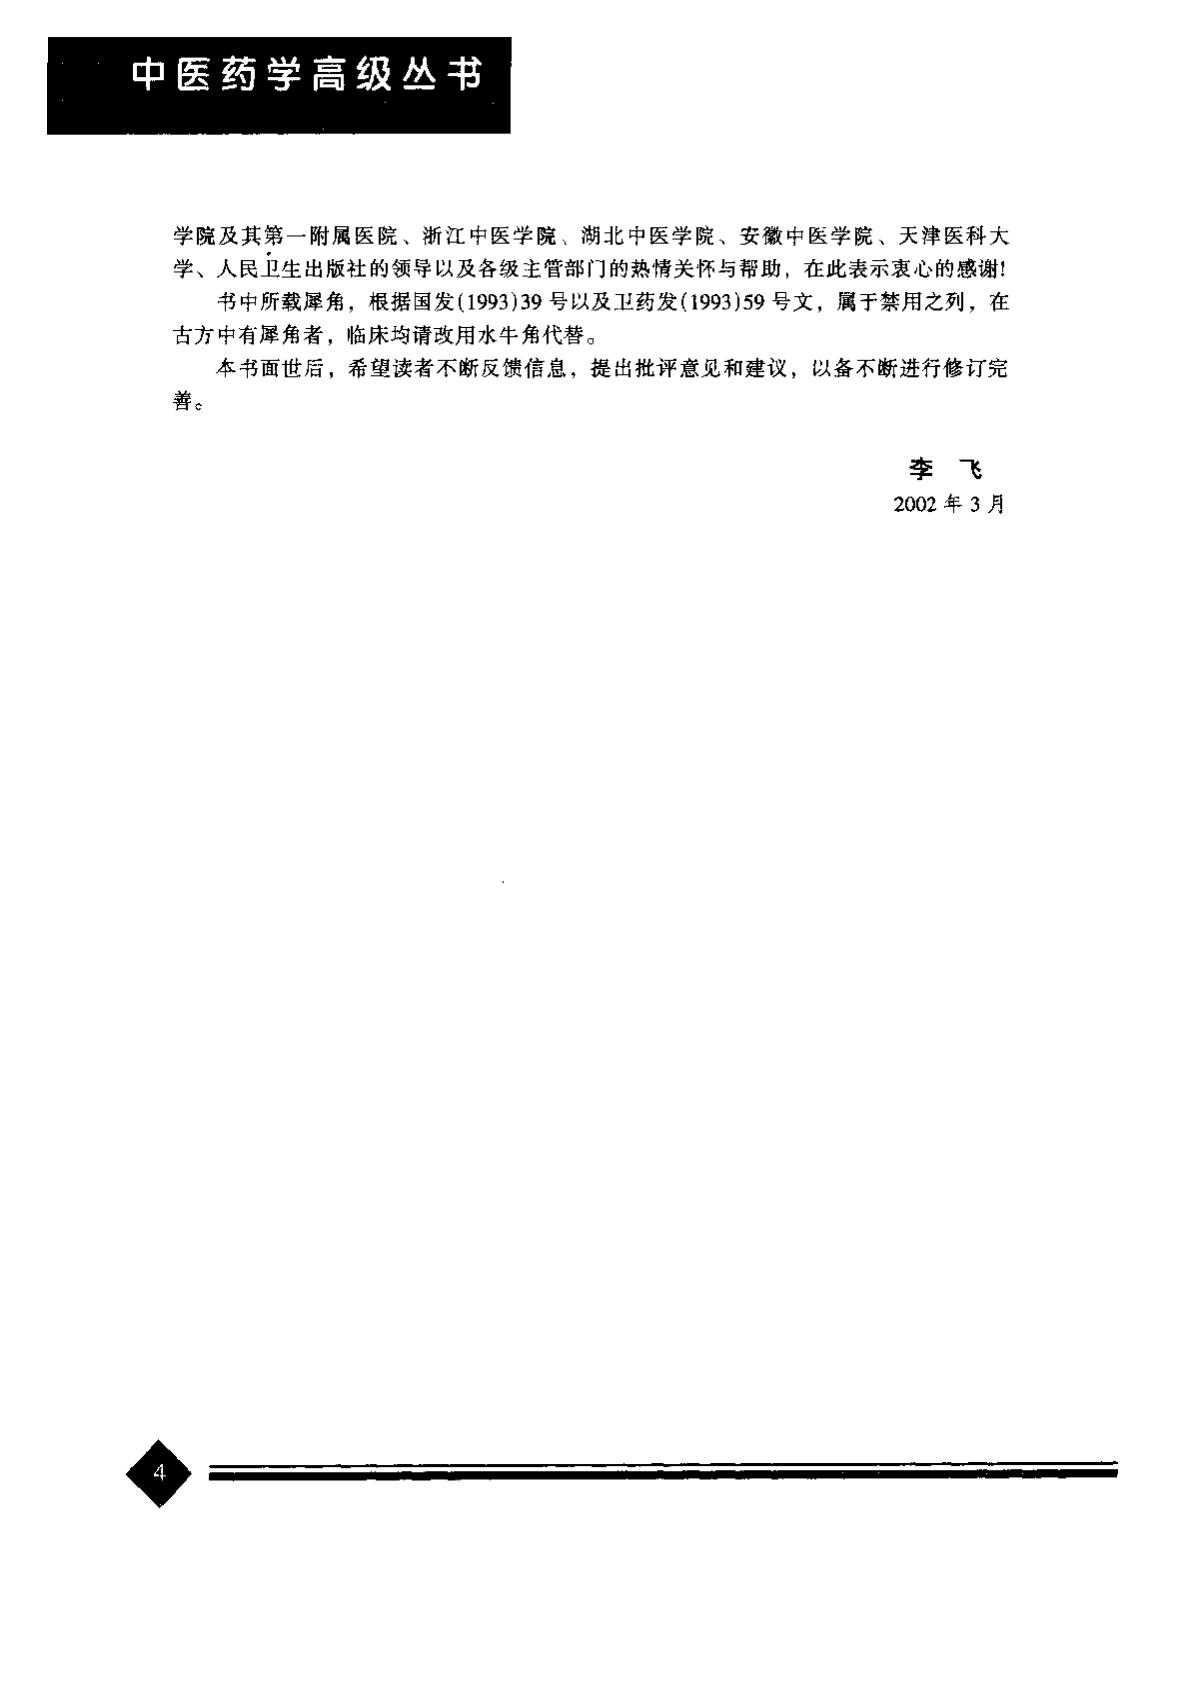 中医药学高级丛书
学院及其第一附属医院、浙江中医学院、湖北中医学院、安徽中医学院、天津医科大
学、人民卫生出版社的领导以及各级主管部门的热情关怀与帮助，在此表示衷心的感谢！
书中所载犀角，根据国发(1993)39 号以及卫药发(1993)59 号文，属于禁用之列，在
古方中有犀角者，临床均请改用水牛角代替。
本书面世后，希望读者不断反馈信息，提出批评意见和建议，以备不断进行修订完
善。
李 飞
2002 年 3 月
4